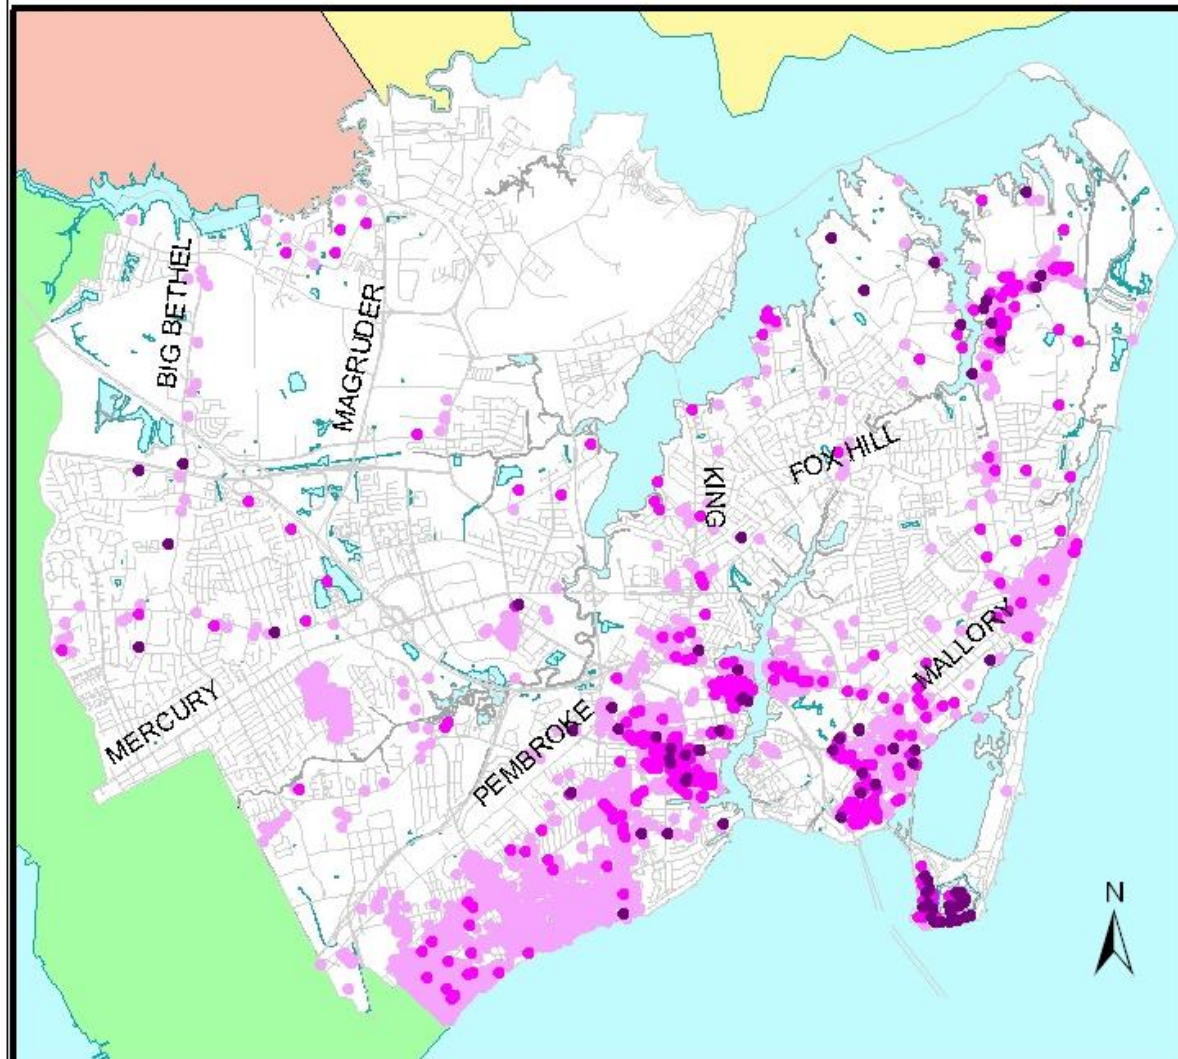 N
BIG BETHEL
MAGRUDER
KING
FOX HILL
MERCURY
PEMBROKE
MALLORY